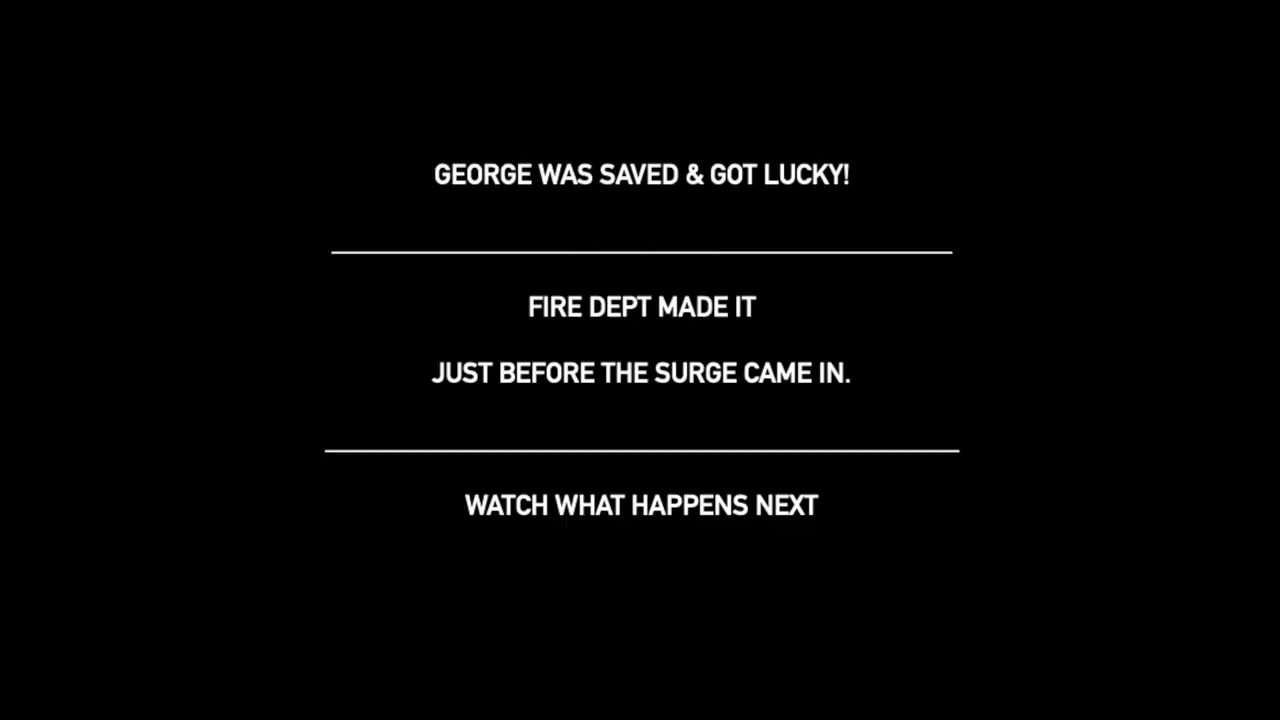 GEORGE WAS SAVED & GOT LUCKY!
FIRE DEPT MADE IT
JUST BEFORE THE SURGE CAME IN.
WATCH WHAT HAPPENS NEXT